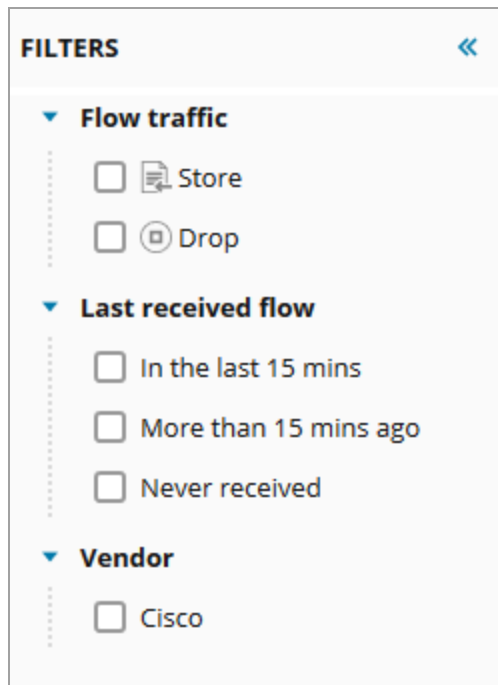 FILTERS
Flow traffic
Store
Drop
Last received flow
In the last 15 mins
More than 15 mins ago
Never received
Vendor
Cisco